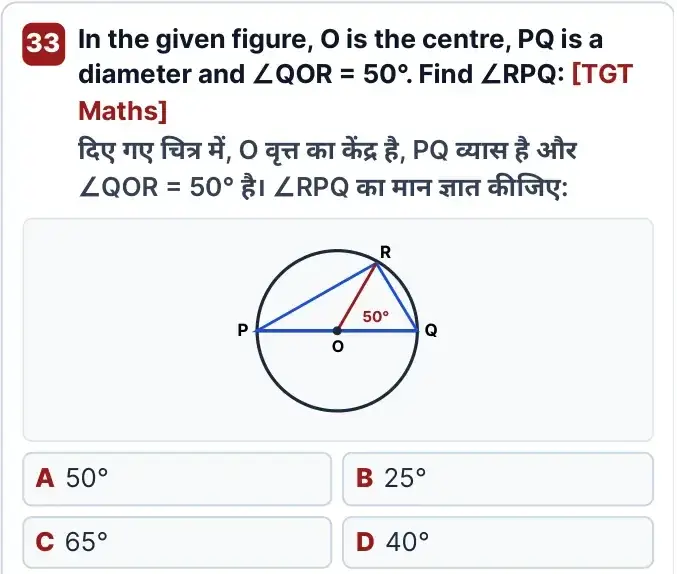 33 In the given figure, O is the centre, PQ is a
diameter and ∠QOR = 50°. Find ∠RPQ: [TGT
Maths]
दिए गए चित्र में, O वृत्त का केंद्र है, PQ व्यास है और
∠QOR = 50° है। ∠RPQ का मान ज्ञात कीजिए:
R
50°
P
Q
O
A 50°
B 25°
C 65°
D 40°